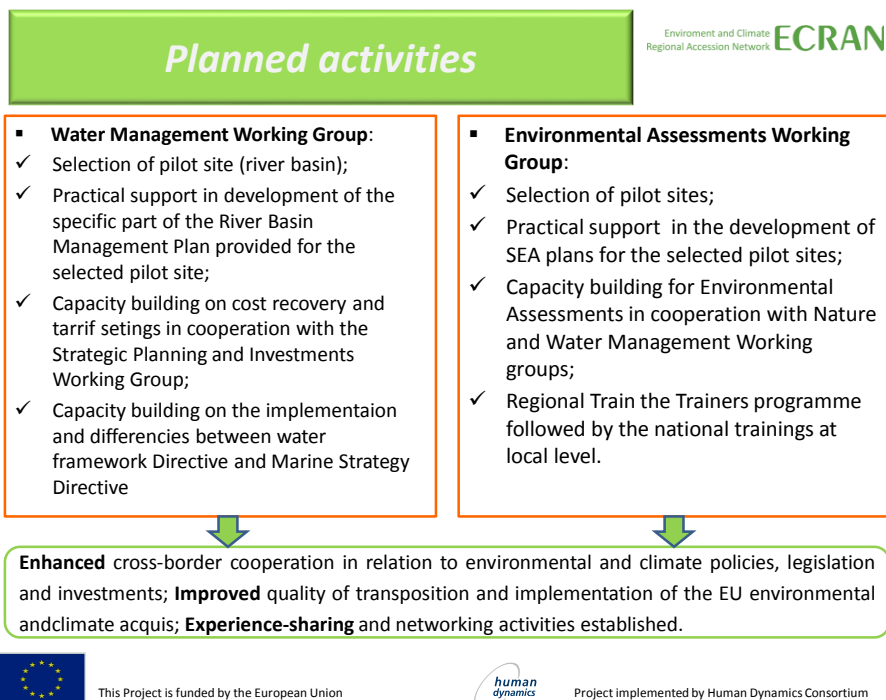 Planned activities
Enviroment and Climate
Regional Accession Network
ECRAN
▪ Water Management Working Group:
✓ Selection of pilot site (river basin);
✓ Practical support in development of the
specific part of the River Basin
Management Plan provided for the
selected pilot site;
✓ Capacity building on cost recovery and
tarrif setings in cooperation with the
Strategic Planning and Investments
Working Group;
✓ Capacity building on the implementaion
and differencies between water
framework Directive and Marine Strategy
Directive
▪ Environmental Assessments Working
Group:
✓ Selection of pilot sites;
✓ Practical support in the development of
SEA plans for the selected pilot sites;
✓ Capacity building for Environmental
Assessments in cooperation with Nature
and Water Management Working
groups;
✓ Regional Train the Trainers programme
followed by the national trainings at
local level.
Enhanced cross-border cooperation in relation to environmental and climate policies, legislation
and investments; Improved quality of transposition and implementation of the EU environmental
andclimate acquis; Experience-sharing and networking activities established.
This Project is funded by the European Union
human
dynamics
Project implemented by Human Dynamics Consortium